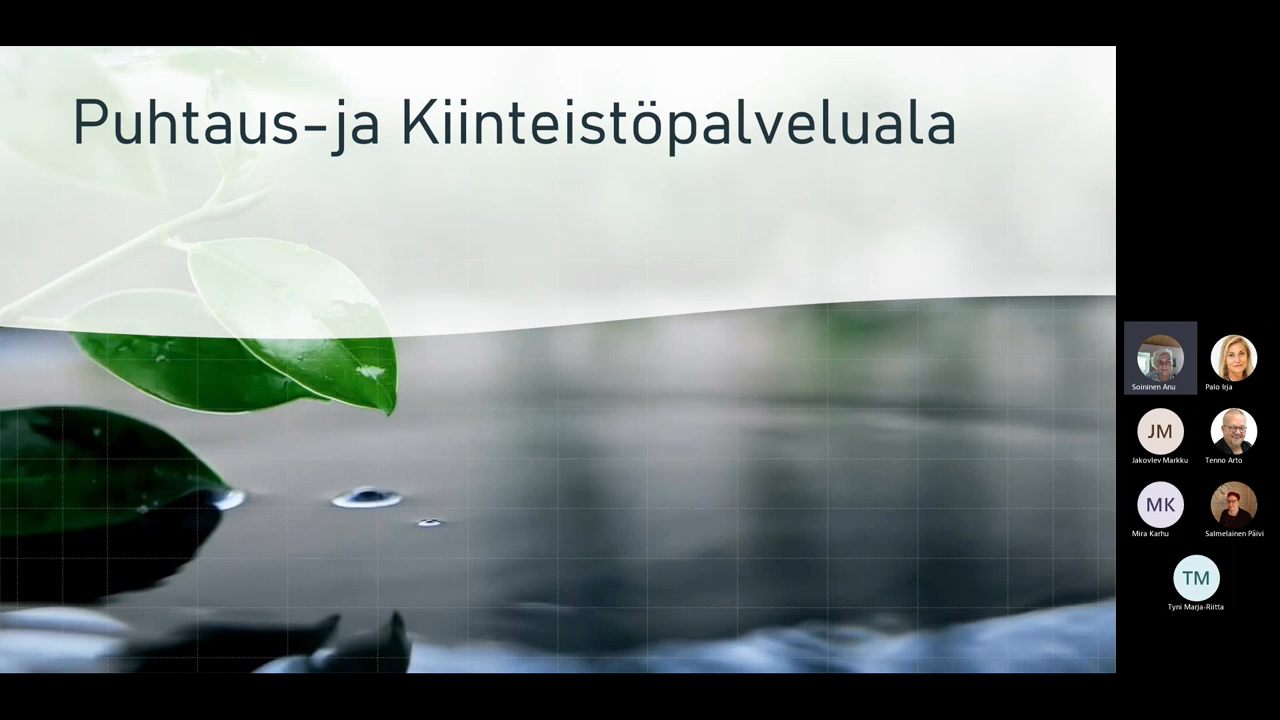 Puhtaus-ja Kiinteistöpalveluala
Soininen Anu
Palo Irja
JM
Jakovlev Markku
Tenno Arto
MK
Mira Karhu
Salmelainen Päivi
TM
Tyni Marja-Riitta